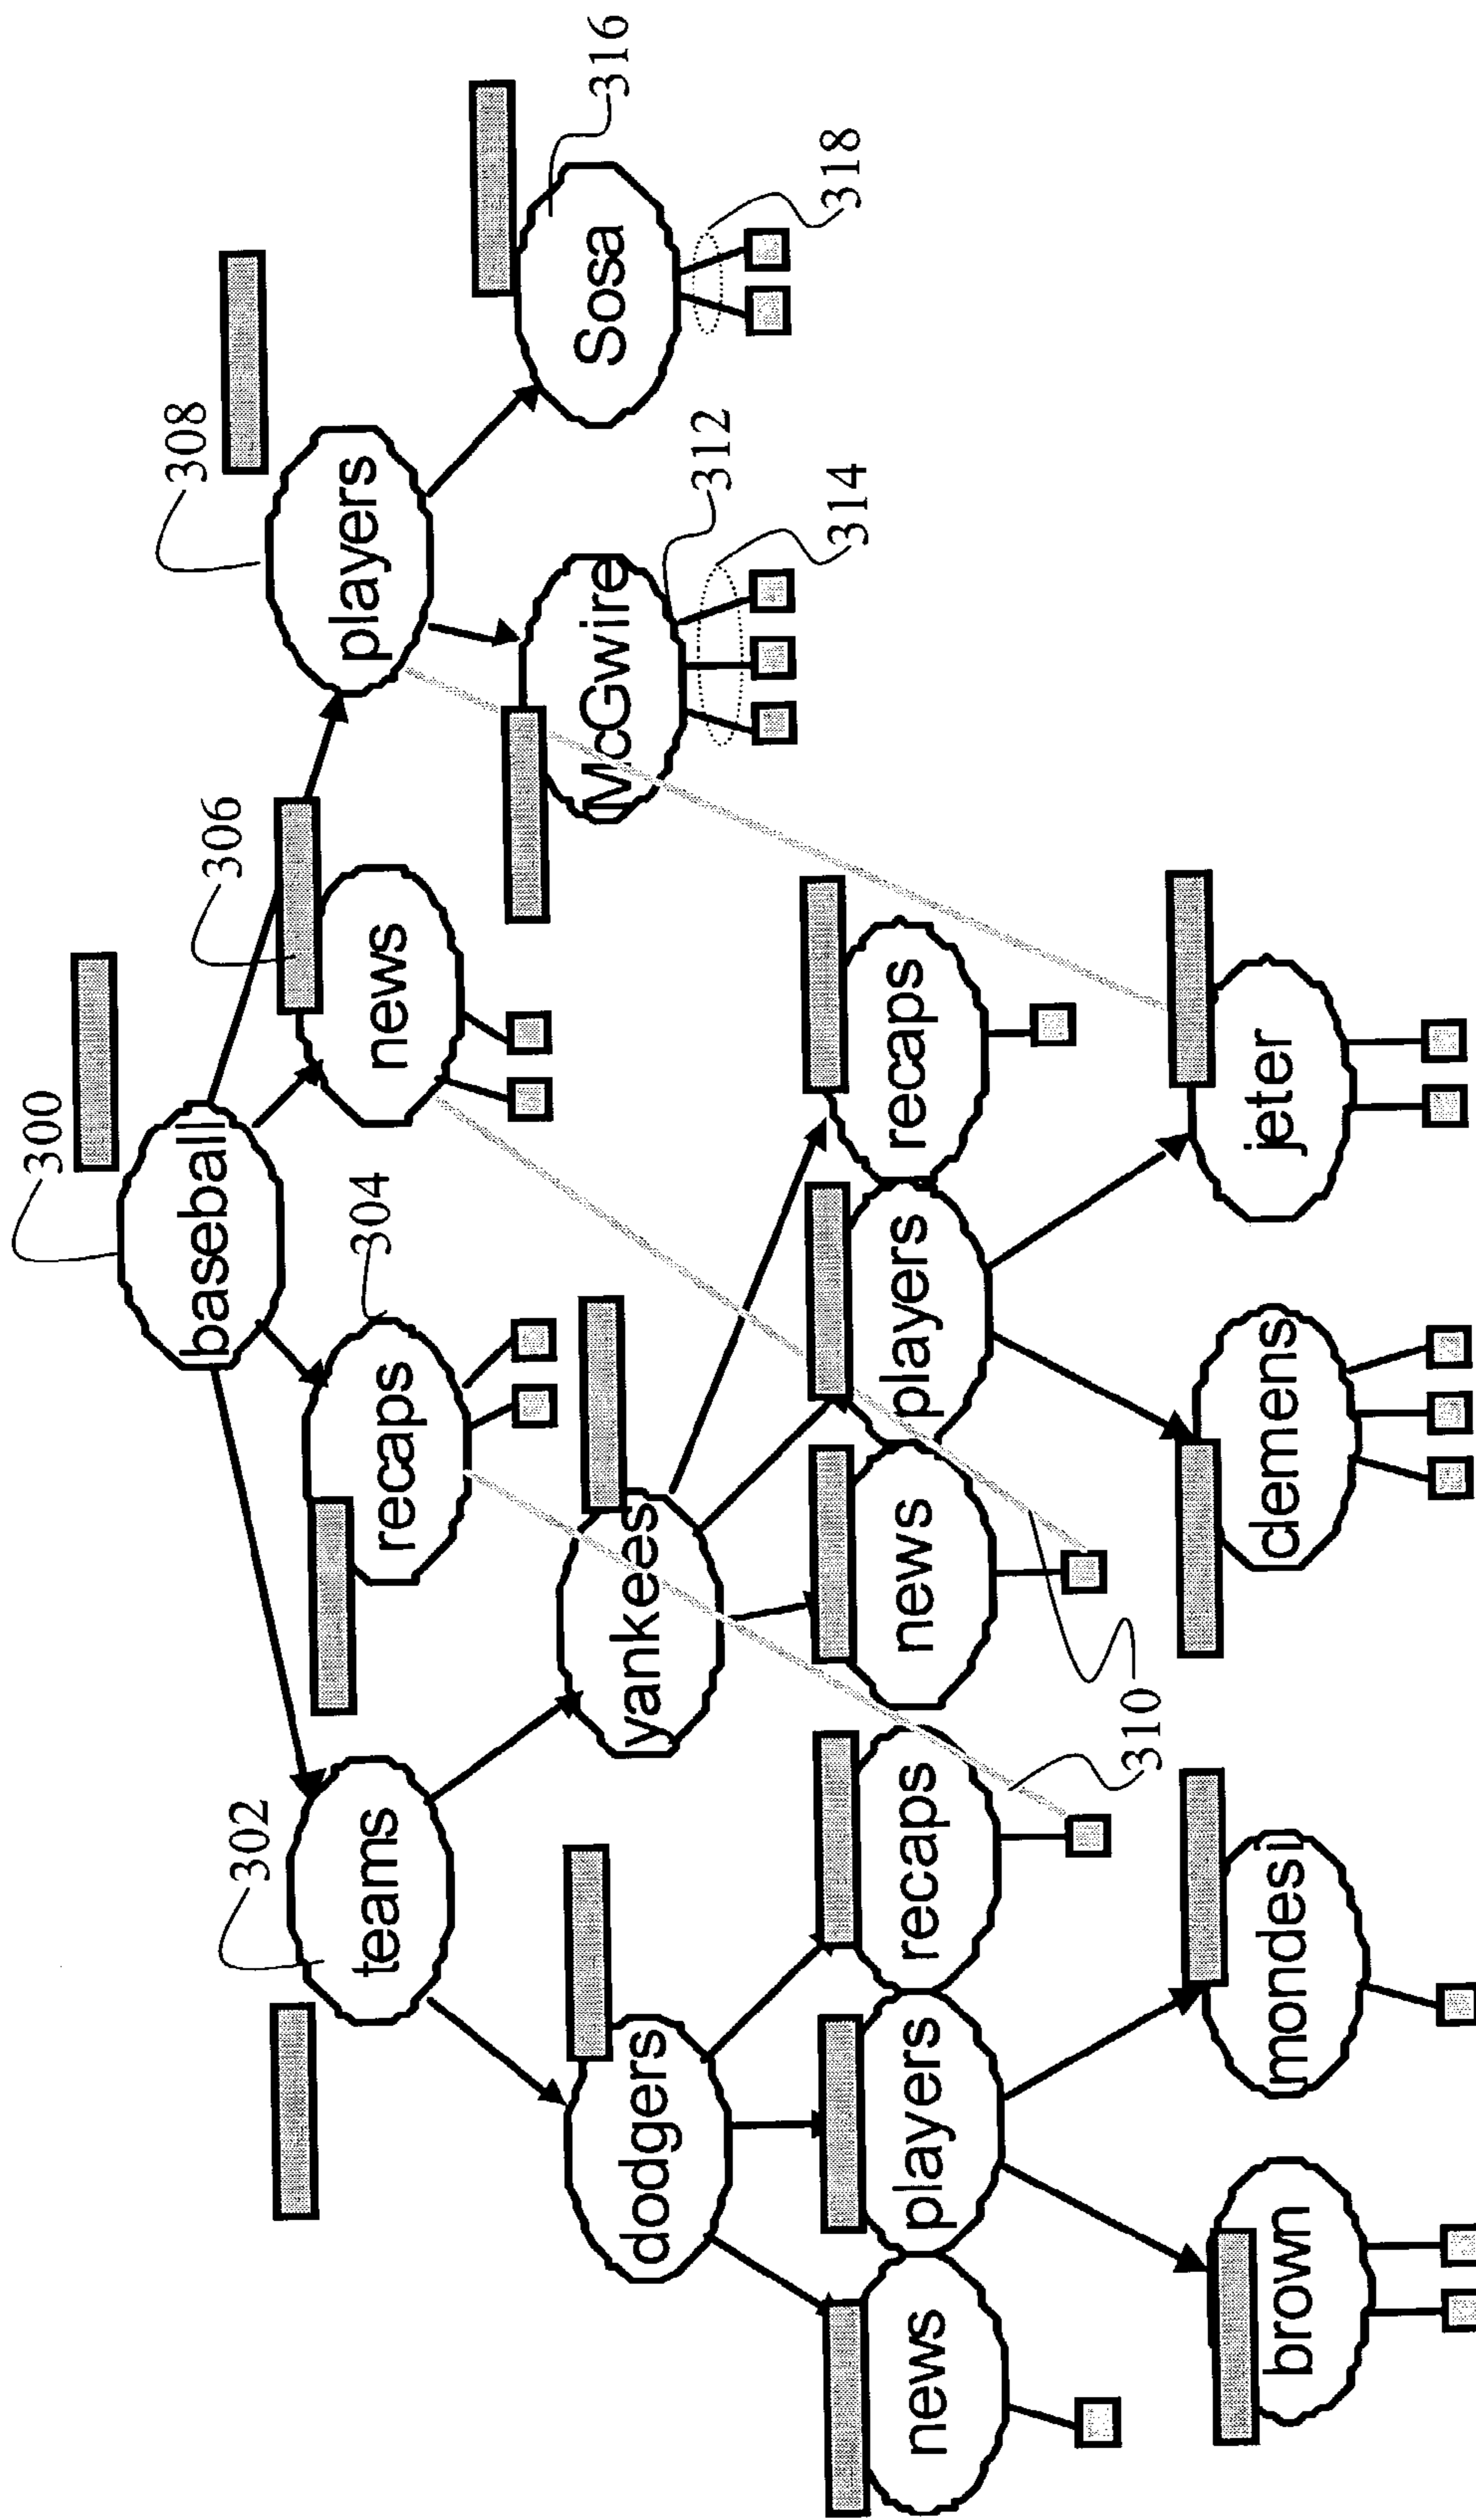 300
baseball
308
306
302
304
players
teams
recaps
news
316
McGwire
Sosa
dodgers
yankees
312
318
314
news
players
recaps
news
players
recaps
310
brown
mondesi
clemens
jeter